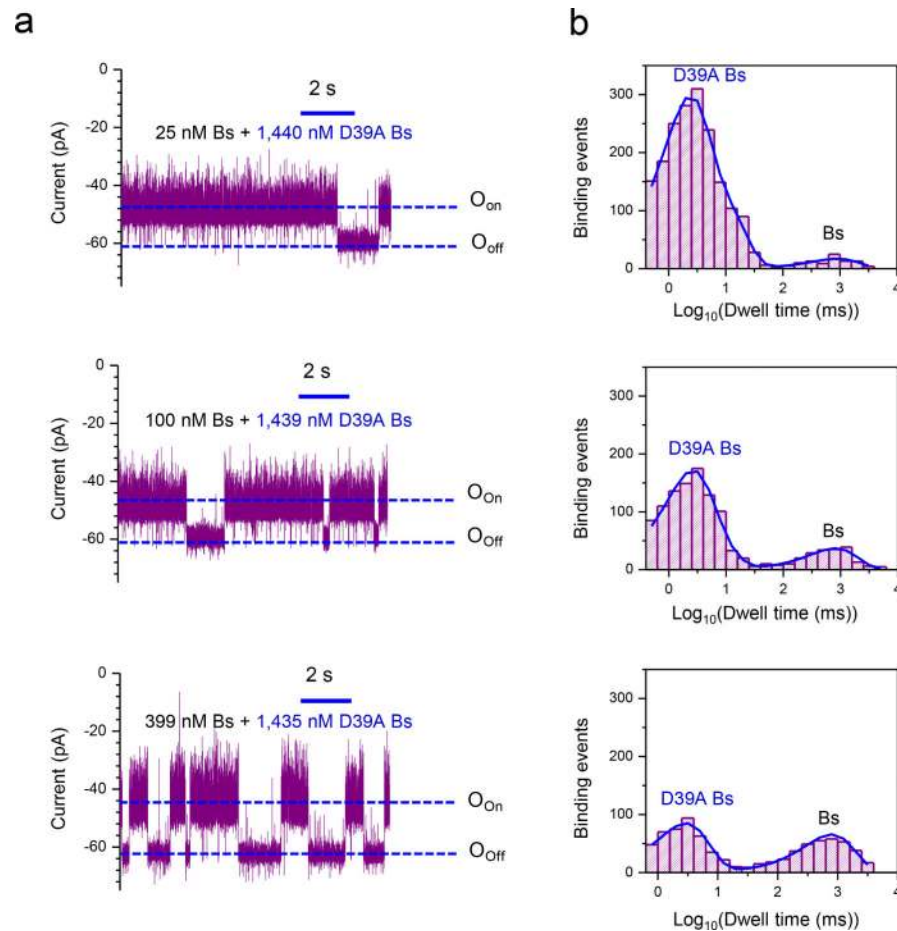 a
b
0
-20
-40
-60
Current (pA)
2 s
25 nM Bs + 1,440 nM D39A Bs
Oon
Ooff
D39A Bs
Bs
300
200
100
0
Binding events
0 1 2 3 4
Log10(Dwell time (ms))
0
-20
-40
-60
Current (pA)
2 s
100 nM Bs + 1,439 nM D39A Bs
OOn
OOff
D39A Bs
Bs
300
200
100
0
Binding events
0 1 2 3 4
Log10(Dwell time (ms))
0
-20
-40
-60
Current (pA)
2 s
399 nM Bs + 1,435 nM D39A Bs
OOn
OOff
D39A Bs
Bs
300
200
100
0
Binding events
0 1 2 3 4
Log10(Dwell time (ms))